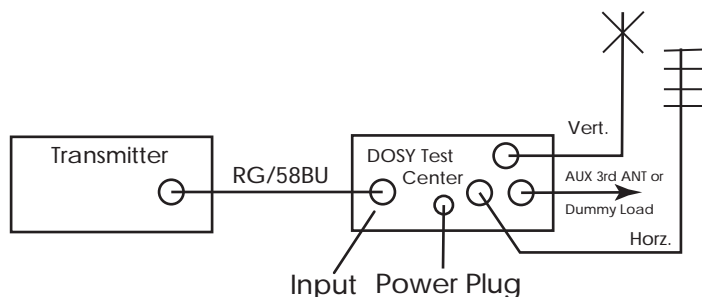 Transmitter
RG/58BU
DOSY Test
Center
Vert.
AUX 3rd ANT or
Dummy Load
Horz.
Input
Power Plug